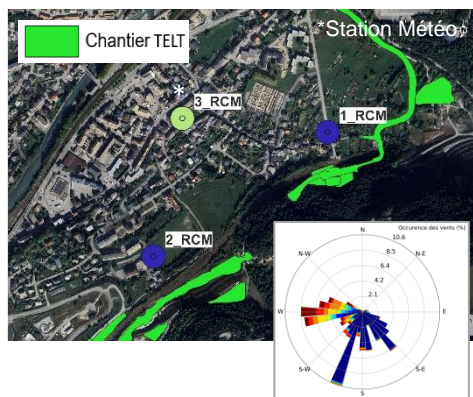 *Station Météo
Chantier TELT
3_RCM
1_RCM
2_RCM
Occurence des vents (%)
N
10.6
N-W
8.5
N-E
6.4
4.2
2.1
W
E
S-W
S-E
S